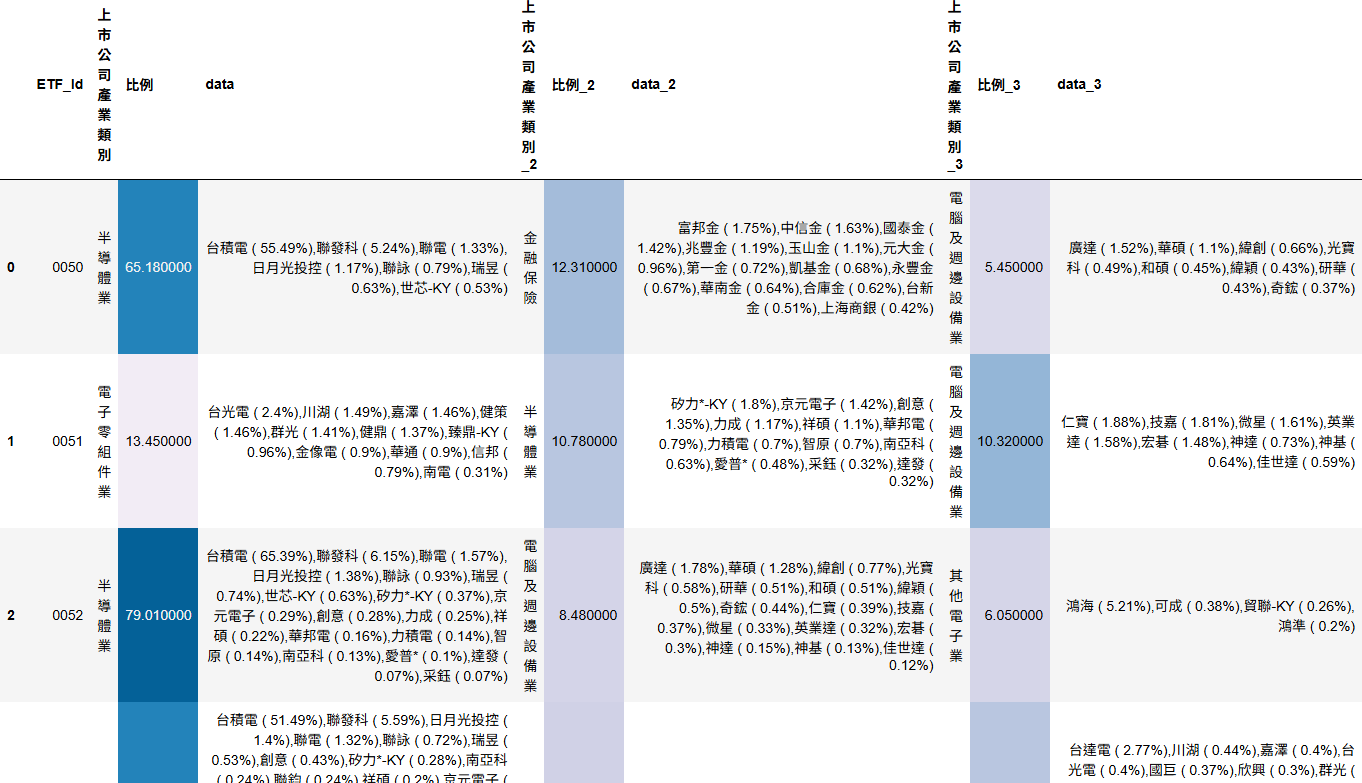 ETF_Id
上市公司產業類別
比例
data
上市公司產業類別_2
比例_2
data_2
上市公司產業類別_3
比例_3
data_3
0
0050
半導體業
65.180000
台積電 ( 55.49%),聯發科 ( 5.24%),聯電 ( 1.33%),
日月光投控 ( 1.17%),聯詠 ( 0.79%),瑞昱 (
0.63%),世芯-KY ( 0.53%)
金融保險
12.310000
富邦金 ( 1.75%),中信金 ( 1.63%),國泰金 (
1.42%),兆豐金 ( 1.19%),玉山金 ( 1.1%),元大金 (
0.96%),第一金 ( 0.72%),凱基金 ( 0.68%),永豐金
( 0.67%),華南金 ( 0.64%),合庫金 ( 0.62%),台新
金 ( 0.51%),上海商銀 ( 0.42%)
電腦及週邊設備業
5.450000
廣達 ( 1.52%),華碩 ( 1.1%),緯創 ( 0.66%),光寶
科 ( 0.49%),和碩 ( 0.45%),緯穎 ( 0.43%),研華 (
0.43%),奇鋐 ( 0.37%)
1
0051
電子零組件業
13.450000
台光電 ( 2.4%),川湖 ( 1.49%),嘉澤 ( 1.46%),健策
( 1.46%),群光 ( 1.41%),健鼎 ( 1.37%),臻鼎-KY (
0.96%),金像電 ( 0.9%),華通 ( 0.9%),信邦 (
0.79%),南電 ( 0.31%)
半導體業
10.780000
矽力*-KY ( 1.8%),京元電子 ( 1.42%),創意 (
1.35%),力成 ( 1.17%),祥碩 ( 1.1%),華邦電 (
0.79%),力積電 ( 0.7%),智原 ( 0.7%),南亞科 (
0.63%),愛普* ( 0.48%),采鈺 ( 0.32%),達發 (
0.32%)
電腦及週邊設備業
10.320000
仁寶 ( 1.88%),技嘉 ( 1.81%),微星 ( 1.61%),英業
達 ( 1.58%),宏碁 ( 1.48%),神達 ( 0.73%),神基 (
0.64%),佳世達 ( 0.59%)
2
0052
半導體業
79.010000
台積電 ( 65.39%),聯發科 ( 6.15%),聯電 ( 1.57%),
日月光投控 ( 1.38%),聯詠 ( 0.93%),瑞昱 (
0.74%),世芯-KY ( 0.63%),矽力*-KY ( 0.37%),京
元電子 ( 0.29%),創意 ( 0.28%),力成 ( 0.25%),祥
碩 ( 0.22%),華邦電 ( 0.16%),力積電 ( 0.14%),智
原 ( 0.14%),南亞科 ( 0.13%),愛普* ( 0.1%),達發 (
0.07%),采鈺 ( 0.07%)
電腦及週邊設備業
8.480000
廣達 ( 1.78%),華碩 ( 1.28%),緯創 ( 0.77%),光寶
科 ( 0.58%),研華 ( 0.51%),和碩 ( 0.51%),緯穎 (
0.5%),奇鋐 ( 0.44%),仁寶 ( 0.39%),技嘉 (
0.37%),微星 ( 0.33%),英業達 ( 0.32%),宏碁 (
0.3%),神達 ( 0.15%),神基 ( 0.13%),佳世達 (
0.12%)
其他電子業
6.050000
鴻海 ( 5.21%),可成 ( 0.38%),貿聯-KY ( 0.26%),
鴻準 ( 0.2%)
台積電 ( 51.49%),聯發科 ( 5.59%),日月光投控 (
1.4%),聯電 ( 1.32%),聯詠 ( 0.72%),瑞昱 (
0.53%),創意 ( 0.43%),矽力*-KY ( 0.28%),南亞科
( 0.24%),聯鈞 ( 0.24%),祥碩 ( 0.2%),京元電子 (
台達電 ( 2.77%),川湖 ( 0.44%),嘉澤 ( 0.4%),台
光電 ( 0.4%),國巨 ( 0.37%),欣興 ( 0.3%),群光 (